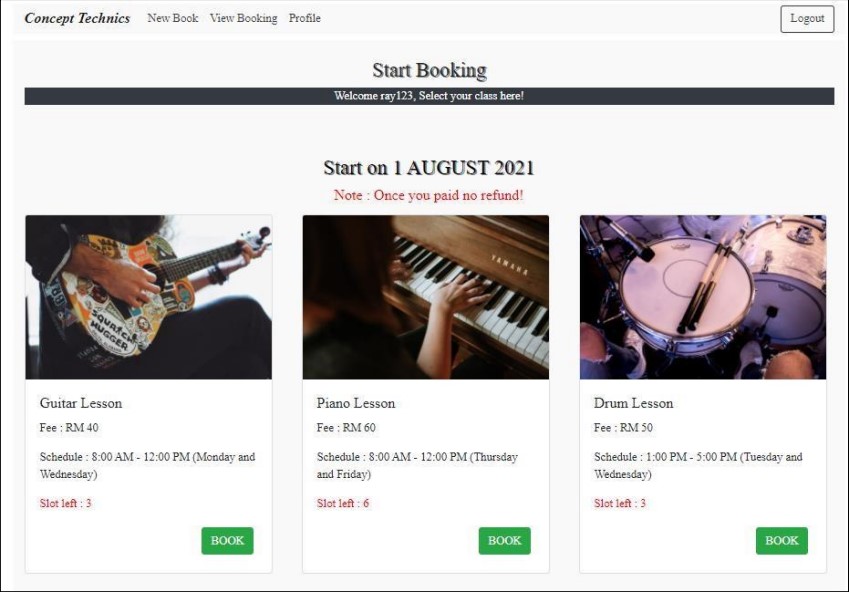 Concept Technics New Book View Booking Profile Logout
Start Booking
Welcome ray123, Select your class here!
Start on 1 AUGUST 2021
Note : Once you paid no refund!
SQUATCH
HUGGER
YAMAHA
Guitar Lesson
Fee : RM 40
Schedule : 8:00 AM - 12:00 PM (Monday and
Wednesday)
Slot left : 3
BOOK
Piano Lesson
Fee : RM 60
Schedule : 8:00 AM - 12:00 PM (Thursday
and Friday)
Slot left : 6
BOOK
Drum Lesson
Fee : RM 50
Schedule : 1:00 PM - 5:00 PM (Tuesday and
Wednesday)
Slot left : 3
BOOK